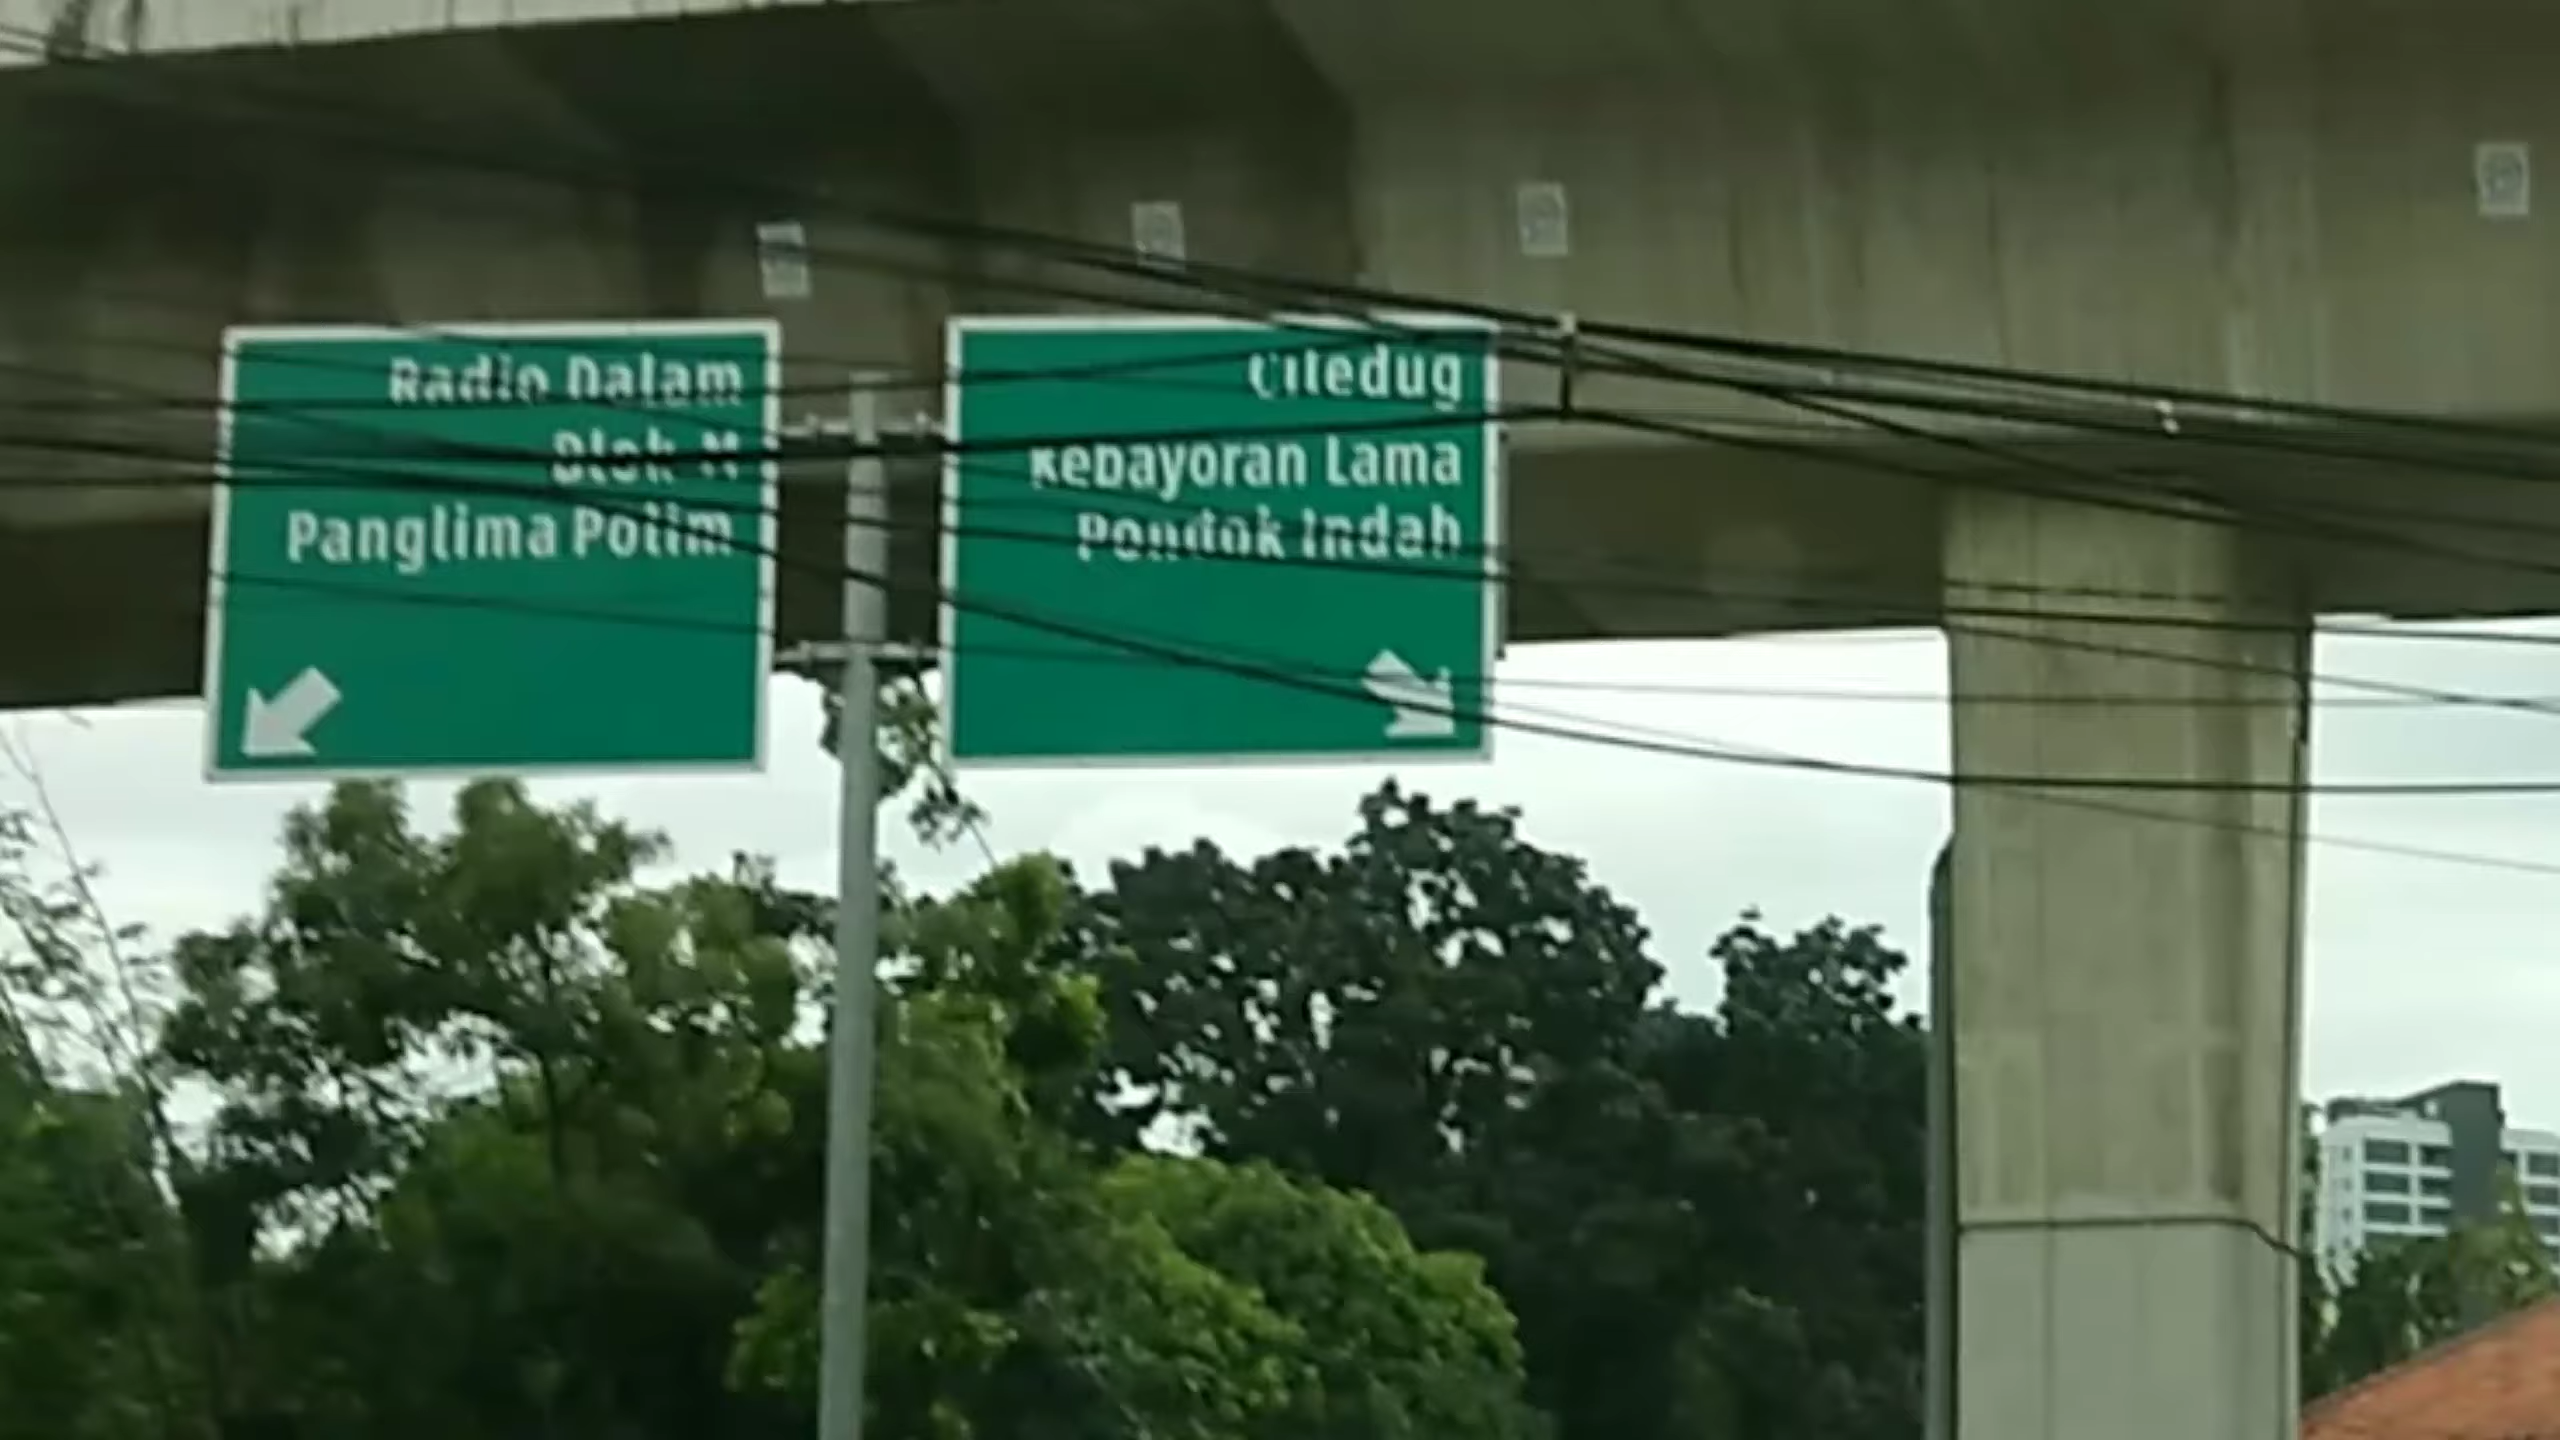 Radio Dalam
Blok M
Panglima Polim
Ciledug
Kebayoran Lama
Pondok Indah